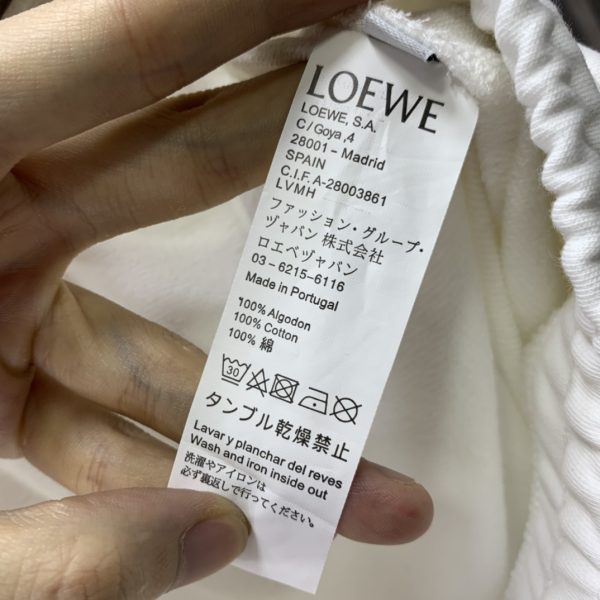 LOEWE
LOEWE, S.A.
C/Goya,4
28001 - Madrid
SPAIN
C.I.F.A-28003861
LVMH
ファッション・グループ・
ヅャパン 株式会社
ロエベヅャパン
03-6215-6116
Made in Portugal
100% Algodon
100% Cotton
100% 綿
30
タンブル乾燥禁止
Lavar y planchar del reves
Wash and iron inside out
洗濯やアイロンは
必ず裏返しで行ってください。